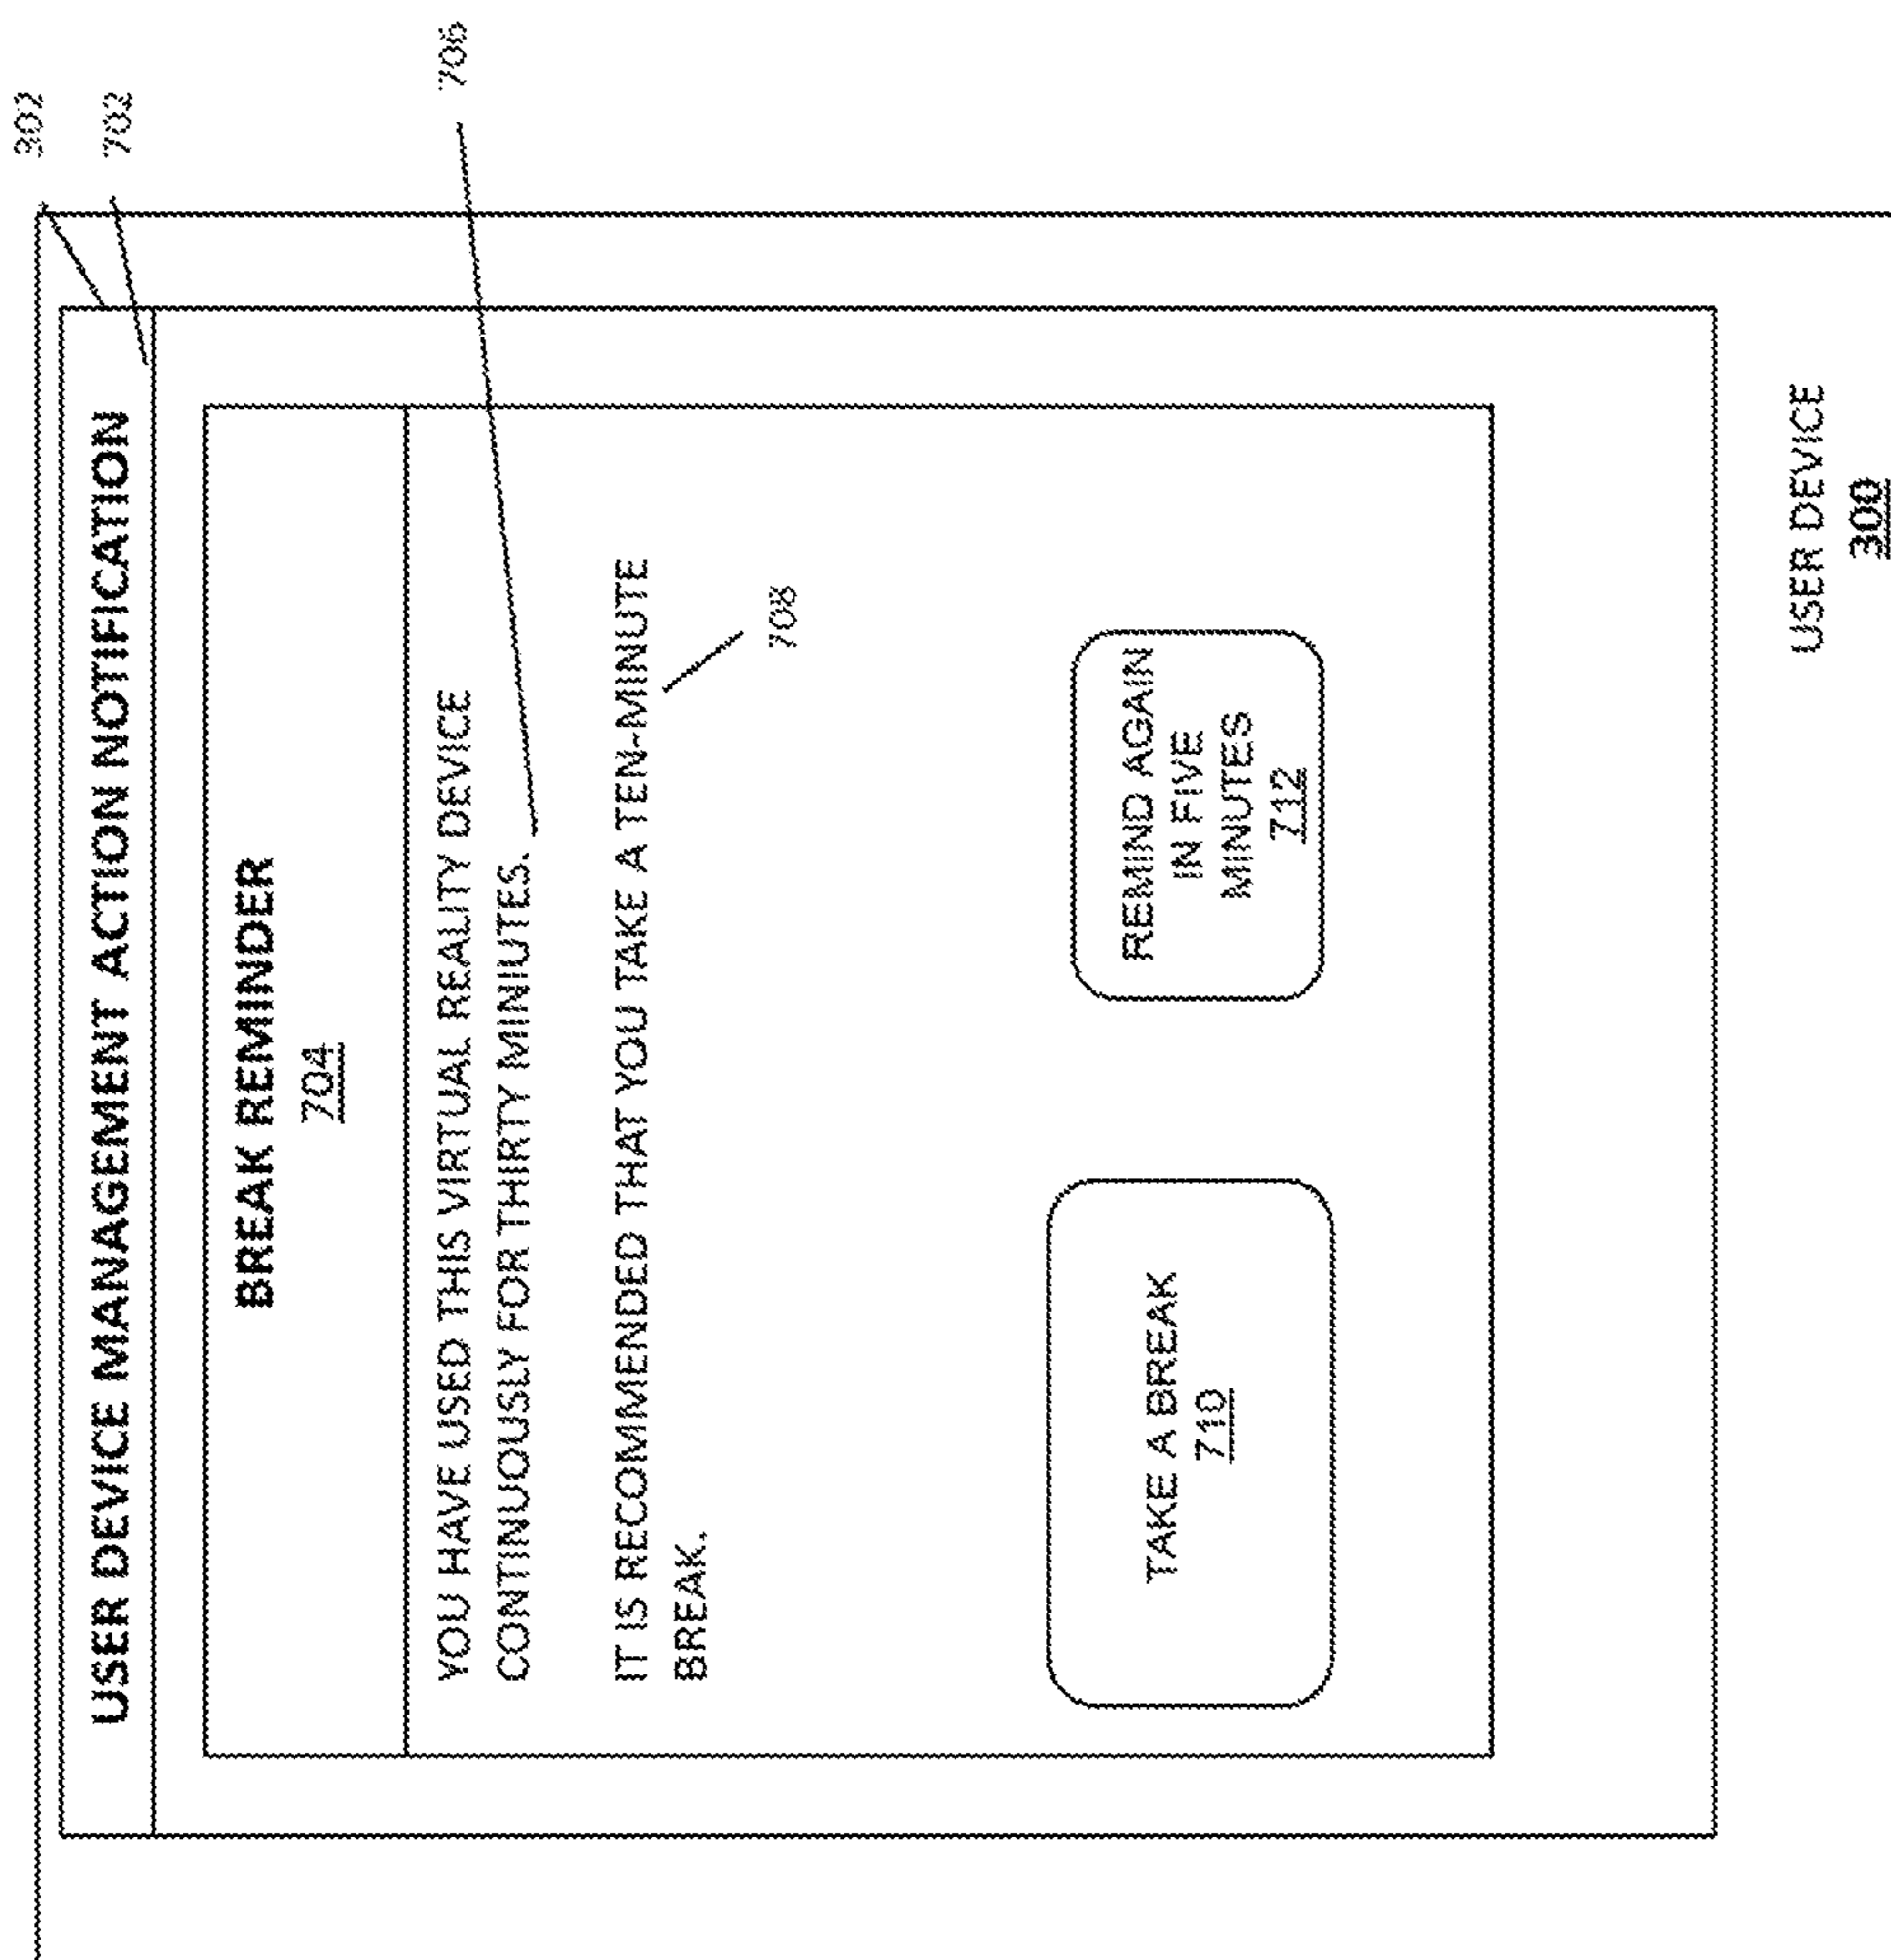 302
702
USER DEVICE MANAGEMENT ACTION NOTIFICATION
BREAK REMINDER
704
706
YOU HAVE USED THIS VIRTUAL REALITY DEVICE
CONTINUOUSLY FOR THIRTY MINIUTES.
IT IS RECOMMENDED THAT YOU TAKE A TEN-MINUTE
BREAK.
708
TAKE A BREAK
710
REMIND AGAIN
IN FIVE
MINUTES
712
USER DEVICE
300